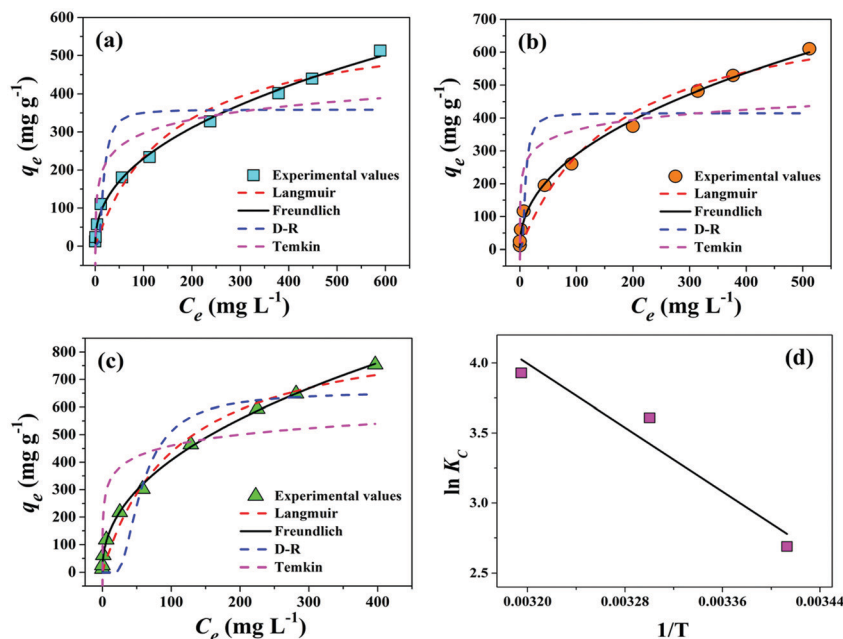 (a)
q_e (mg g⁻¹)
600
500
400
300
200
100
0
Experimental values
Langmuir
Freundlich
D-R
Temkin
0 100 200 300 400 500 600
C_e (mg L⁻¹)
(b)
q_e (mg g⁻¹)
700
600
500
400
300
200
100
0
Experimental values
Langmuir
Freundlich
D-R
Temkin
0 100 200 300 400 500
C_e (mg L⁻¹)
(c)
q_e (mg g⁻¹)
800
700
600
500
400
300
200
100
0
Experimental values
Langmuir
Freundlich
D-R
Temkin
0 100 200 300 400
C_e (mg L⁻¹)
(d)
ln K_C
4.0
3.5
3.0
2.5
0.00320 0.00328 0.00336 0.00344
1/T